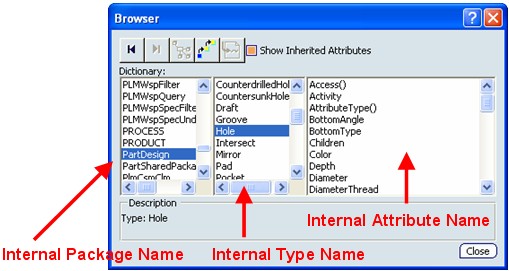 Browser
Show Inherited Attributes
Dictionary:
PLMWspFilter
PLMWspQuery
PLMWspSpecFilte
PLMWspSpecUnd
PROCESS
PRODUCT
PartDesign
PartSharedPacka
PlmCsmClm
CounterdrilledHol
CountersunkHole
Draft
Groove
Hole
Intersect
Mirror
Pad
Pocket
Access()
Activity
AttributeType()
BottomAngle
BottomType
Children
Color
Depth
Diameter
DiameterThread
Description
Type: Hole
Internal Attribute Name
Internal Package Name
Internal Type Name
Close